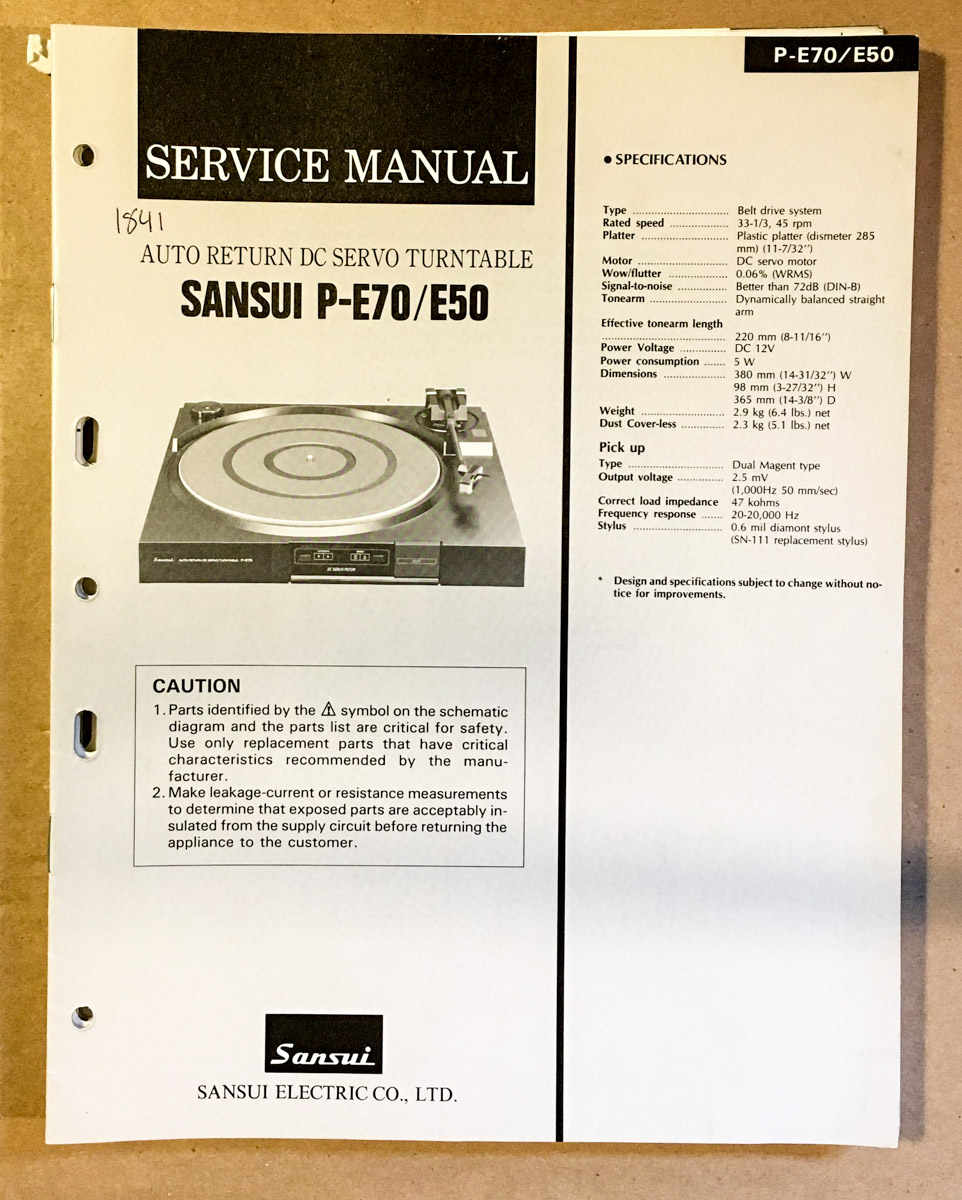 P-E70/E50
SERVICE MANUAL
1841
AUTO RETURN DC SERVO TURNTABLE
SANSUI P-E70/E50
Sansui AUTO RETURN DC SERVO TURNTABLE P-E70
DC SERVO MOTOR
CAUTION
1. Parts identified by the ⚠ symbol on the schematic
diagram and the parts list are critical for safety.
Use only replacement parts that have critical
characteristics recommended by the manu-
facturer.
2. Make leakage-current or resistance measurements
to determine that exposed parts are acceptably in-
sulated from the supply circuit before returning the
appliance to the customer.
Sansui
SANSUI ELECTRIC CO., LTD.
● SPECIFICATIONS
Type .............................. Belt drive system
Rated speed .................. 33-1/3, 45 rpm
Platter ........................... Plastic platter (dismeter 285
mm) (11-7/32'')
Motor ............................ DC servo motor
Wow/flutter .................. 0.06% (WRMS)
Signal-to-noise ............... Better than 72dB (DIN-B)
Tonearm ........................ Dynamically balanced straight
arm
Effective tonearm length
....................................... 220 mm (8-11/16'')
Power Voltage .............. DC 12V
Power consumption ....... 5 W
Dimensions ................... 380 mm (14-31/32'') W
98 mm (3-27/32'') H
365 mm (14-3/8'') D
Weight .......................... 2.9 kg (6.4 lbs.) net
Dust Cover-less ............. 2.3 kg (5.1 lbs.) net
Pick up
Type .............................. Dual Magent type
Output voltage ................ 2.5 mV
(1,000Hz 50 mm/sec)
Correct load impedance 47 kohms
Frequency response ....... 20-20,000 Hz
Stylus ............................ 0.6 mil diamont stylus
(SN-111 replacement stylus)
* Design and specifications subject to change without no-
tice for improvements.